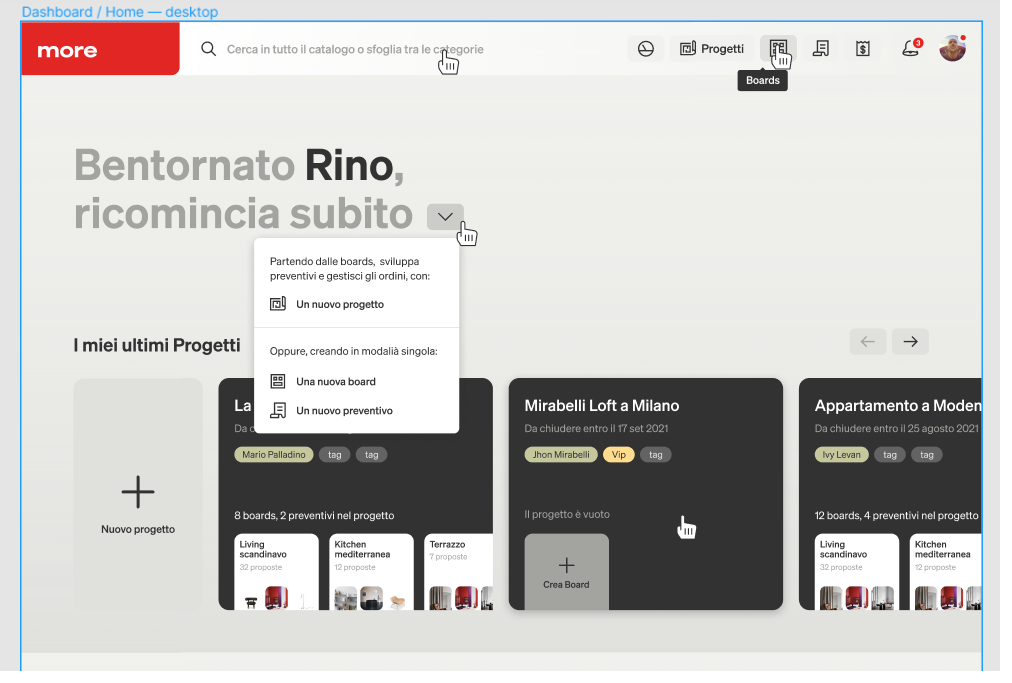 Dashboard / Home — desktop
more
Cerca in tutto il catalogo o sfoglia tra le categorie
Progetti
3
Boards
Bentornato Rino,
ricomincia subito
Partendo dalle boards, sviluppa
preventivi e gestisci gli ordini, con:
Un nuovo progetto
Oppure, creando in modalià singola:
Una nuova board
Un nuovo preventivo
I miei ultimi Progetti
Nuovo progetto
La
Da c
Mario Palladino
tag
tag
8 boards, 2 preventivi nel progetto
Living
scandinavo
32 proposte
Kitchen
mediterranea
12 proposte
Terrazzo
7 proposte
Mirabelli Loft a Milano
Da chiudere entro il 17 set 2021
Jhon Mirabelli
Vip
tag
Il progetto è vuoto
Crea Board
Appartamento a Moden
Da chiudere entro il 25 agosto 2021
Ivy Levan
tag
tag
12 boards, 4 preventivi nel progetto
Living
scandinavo
32 proposte
Kitchen
mediterranea
12 proposte